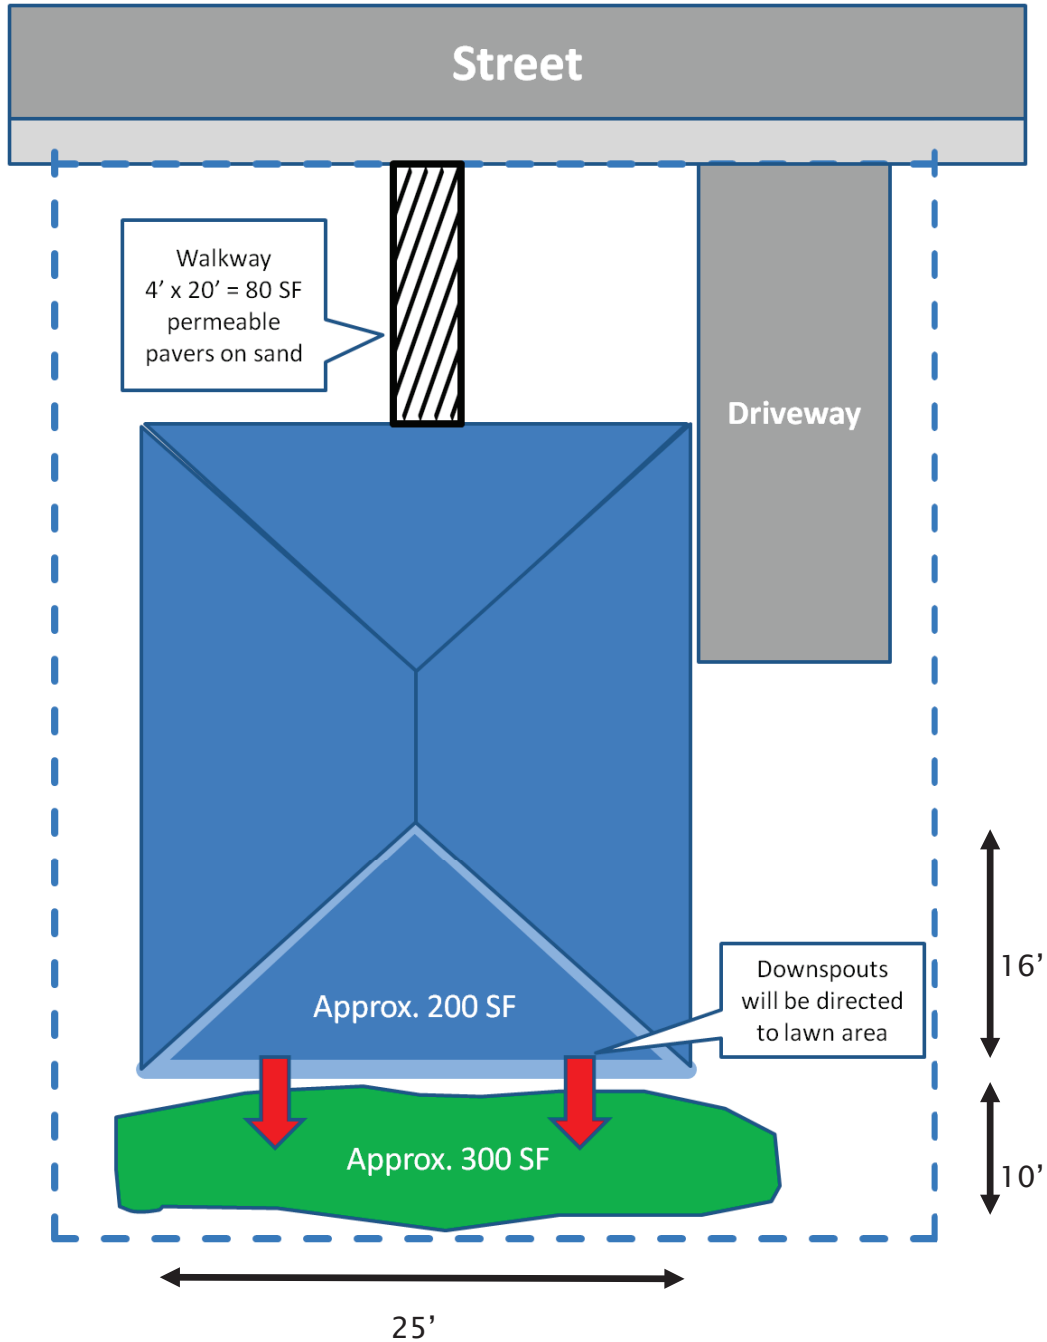 Street
Walkway
4’ x 20’ = 80 SF
permeable
pavers on sand
Driveway
16’
Downspouts
will be directed
to lawn area
Approx. 200 SF
Approx. 300 SF
10’
25’